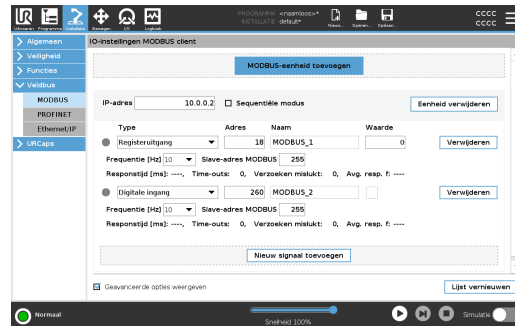 PROGRAMMA <naamloos>*
INSTALLATIE default*
Uitvoeren Programma Installatie Bewegen I/O Logboek Nieuw... Openen... Opslaan...
CCCC
CCCC
Algemeen
Veiligheid
Functies
Veldbus
MODBUS
PROFINET
Ethernet/IP
URCaps
IO-instellingen MODBUS client
MODBUS-eenheid toevoegen
IP-adres 10.0.0.2 Sequentiële modus Eenheid verwijderen
Type Adres Naam Waarde
Registeruitgang 18 MODBUS_1 0 Verwijderen
Frequentie [Hz] 10 Slave-adres MODBUS 255
Responstijd [ms]: ----, Time-outs: 0, Verzoeken mislukt: 0, Avg. resp. f: ----
Digitale ingang 260 MODBUS_2 Verwijderen
Frequentie [Hz] 10 Slave-adres MODBUS 255
Responstijd [ms]: ----, Time-outs: 0, Verzoeken mislukt: 0, Avg. resp. f: ----
Nieuw signaal toevoegen
Geavanceerde opties weergeven Lijst vernieuwen
Normaal Snelheid 100% Simulatie